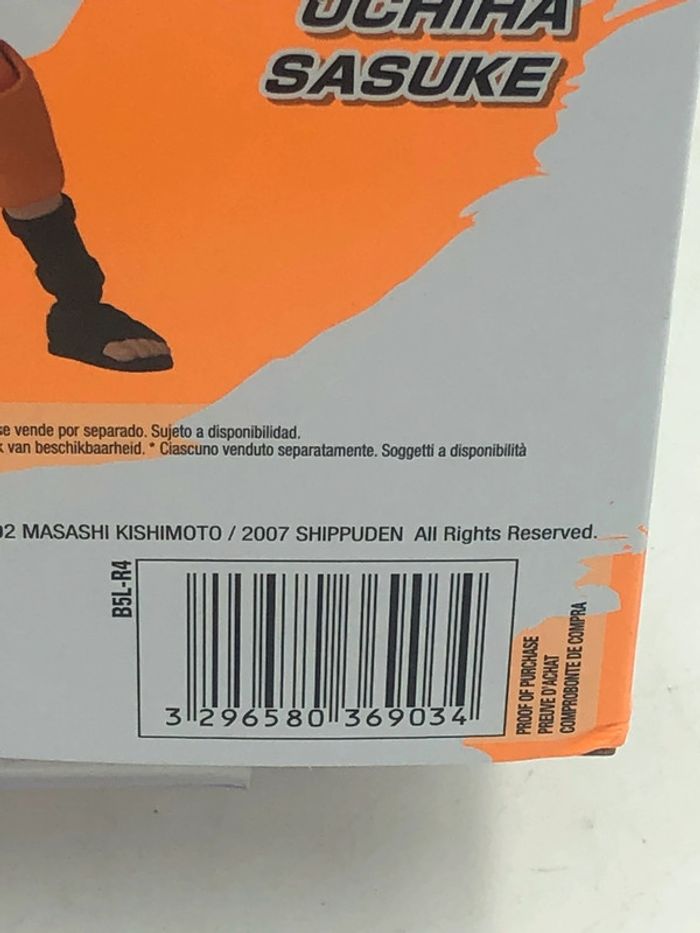 UCHIHA
SASUKE
se vende por separado. Sujeto a disponibilidad.
van beschikbaarheid. * Ciascuno venduto separatamente. Soggetti a disponibilità
02 MASASHI KISHIMOTO / 2007 SHIPPUDEN All Rights Reserved.
B5L-R4
3 296580 369034
PROOF OF PURCHASE
PREUVE D'ACHAT
COMPROBONTE DE COMPRA